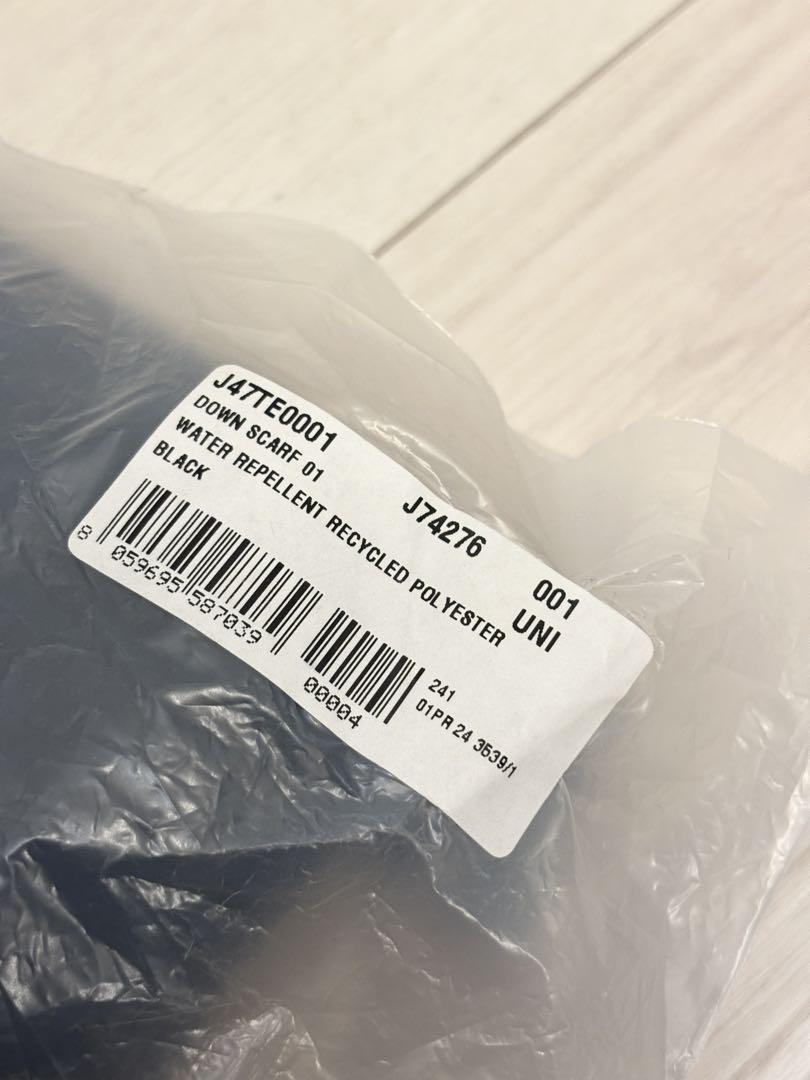 J47TE0001 J74276 001
DOWN SCARF 01 UNI
WATER REPELLENT RECYCLED POLYESTER
BLACK
8 059695 587039
00004
241
01PR 24 3539/1